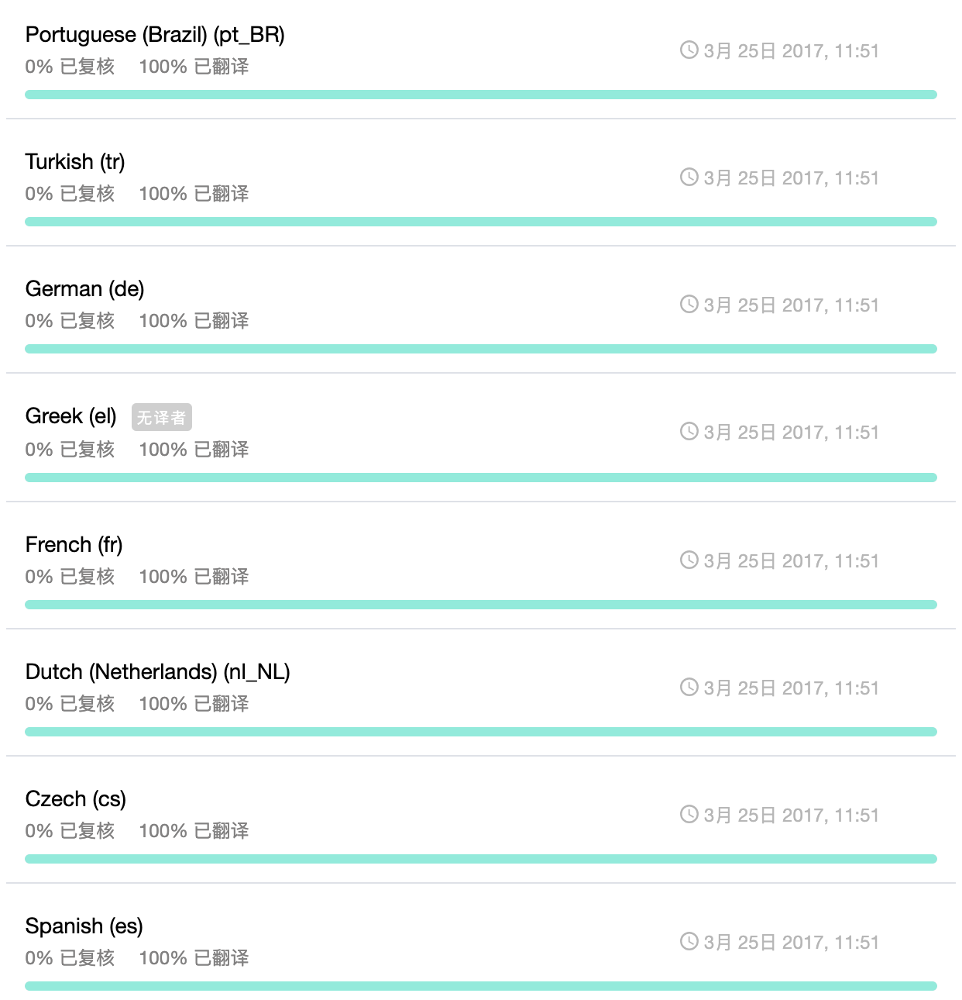 Portuguese (Brazil) (pt_BR)
0% 已复核 100% 已翻译
3月 25日 2017, 11:51
Turkish (tr)
0% 已复核 100% 已翻译
3月 25日 2017, 11:51
German (de)
0% 已复核 100% 已翻译
3月 25日 2017, 11:51
Greek (el) 无译者
0% 已复核 100% 已翻译
3月 25日 2017, 11:51
French (fr)
0% 已复核 100% 已翻译
3月 25日 2017, 11:51
Dutch (Netherlands) (nl_NL)
0% 已复核 100% 已翻译
3月 25日 2017, 11:51
Czech (cs)
0% 已复核 100% 已翻译
3月 25日 2017, 11:51
Spanish (es)
0% 已复核 100% 已翻译
3月 25日 2017, 11:51